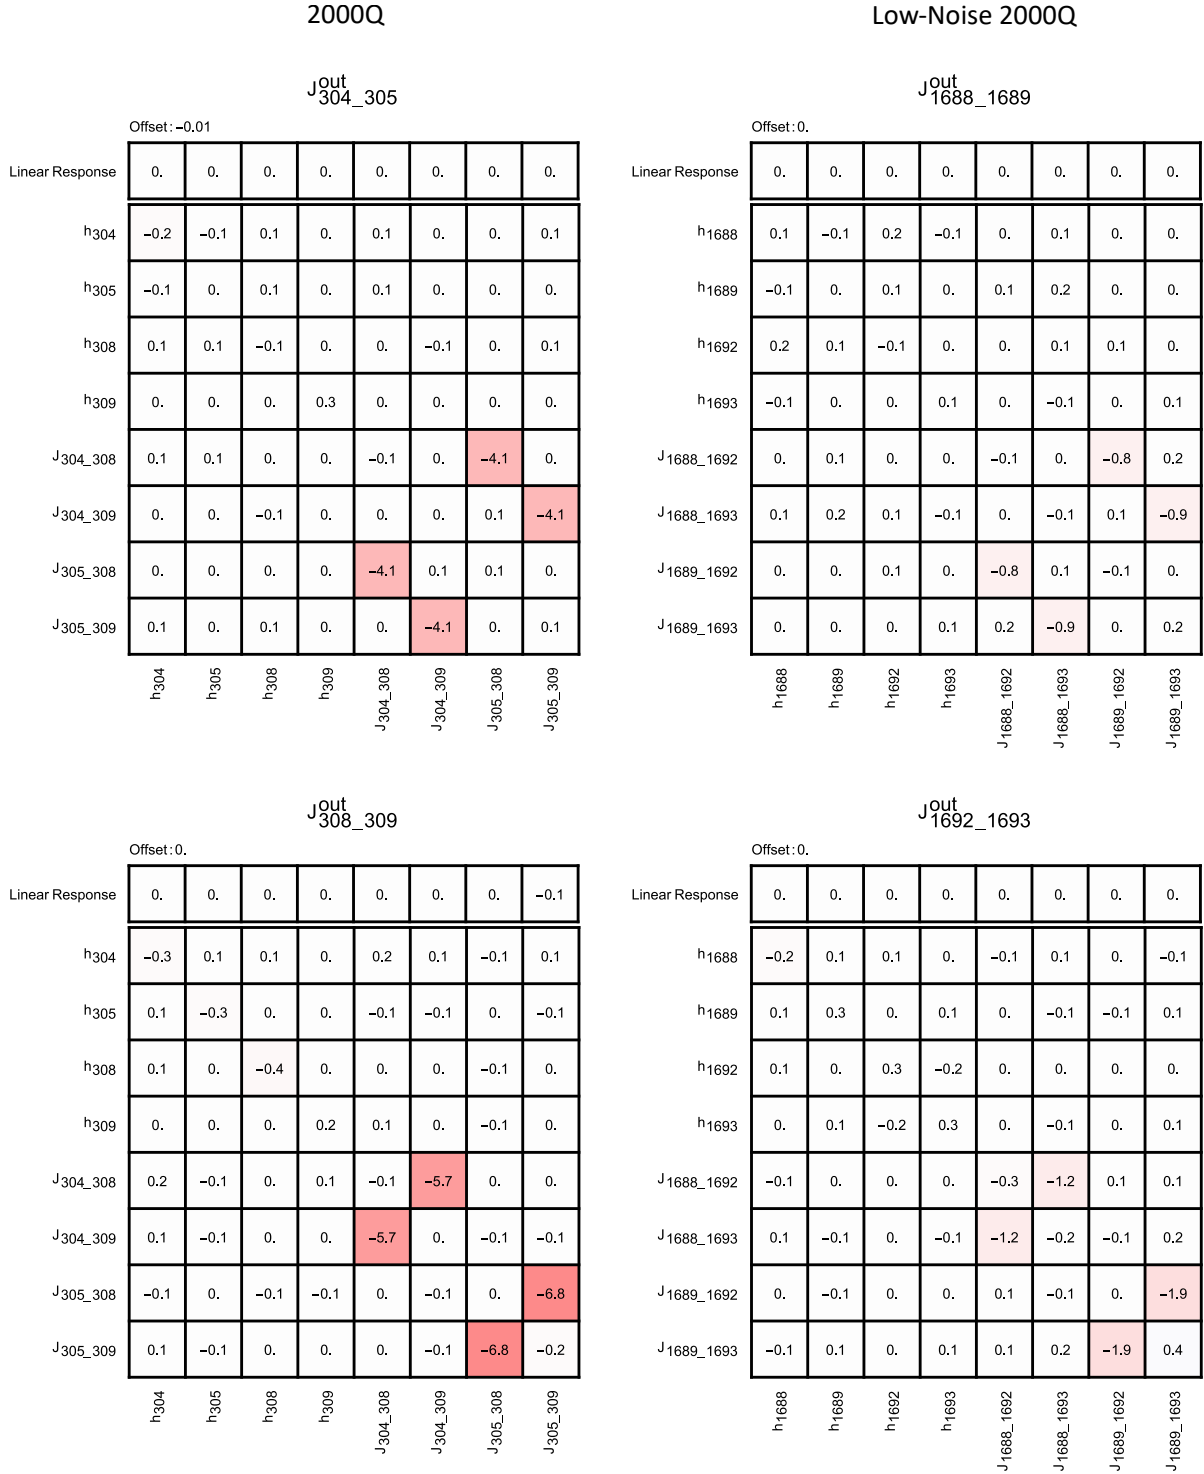 2000Q
Low-Noise 2000Q
J out 304_305
Offset: −0.01
Linear Response 0. 0. 0. 0. 0. 0. 0. 0.
h304 −0.2 −0.1 0.1 0. 0.1 0. 0. 0.1
h305 −0.1 0. 0.1 0. 0.1 0. 0. 0.
h308 0.1 0.1 −0.1 0. 0. −0.1 0. 0.1
h309 0. 0. 0. 0.3 0. 0. 0. 0.
J304_308 0.1 0.1 0. 0. −0.1 0. −4.1 0.
J304_309 0. 0. −0.1 0. 0. 0. 0.1 −4.1
J305_308 0. 0. 0. 0. −4.1 0.1 0.1 0.
J305_309 0.1 0. 0.1 0. 0. −4.1 0. 0.1
h304 h305 h308 h309 J304_308 J304_309 J305_308 J305_309
J out 1688_1689
Offset: 0.
Linear Response 0. 0. 0. 0. 0. 0. 0. 0.
h1688 0.1 −0.1 0.2 −0.1 0. 0.1 0. 0.
h1689 −0.1 0. 0.1 0. 0.1 0.2 0. 0.
h1692 0.2 0.1 −0.1 0. 0. 0.1 0.1 0.
h1693 −0.1 0. 0. 0.1 0. −0.1 0. 0.1
J1688_1692 0. 0.1 0. 0. −0.1 0. −0.8 0.2
J1688_1693 0.1 0.2 0.1 −0.1 0. −0.1 0.1 −0.9
J1689_1692 0. 0. 0.1 0. −0.8 0.1 −0.1 0.
J1689_1693 0. 0. 0. 0.1 0.2 −0.9 0. 0.2
h1688 h1689 h1692 h1693 J1688_1692 J1688_1693 J1689_1692 J1689_1693
J out 308_309
Offset: 0.
Linear Response 0. 0. 0. 0. 0. 0. 0. −0.1
h304 −0.3 0.1 0.1 0. 0.2 0.1 −0.1 0.1
h305 0.1 −0.3 0. 0. −0.1 −0.1 0. −0.1
h308 0.1 0. −0.4 0. 0. 0. −0.1 0.
h309 0. 0. 0. 0.2 0.1 0. −0.1 0.
J304_308 0.2 −0.1 0. 0.1 −0.1 −5.7 0. 0.
J304_309 0.1 −0.1 0. 0. −5.7 0. −0.1 −0.1
J305_308 −0.1 0. −0.1 −0.1 0. −0.1 0. −6.8
J305_309 0.1 −0.1 0. 0. 0. −0.1 −6.8 −0.2
h304 h305 h308 h309 J304_308 J304_309 J305_308 J305_309
J out 1692_1693
Offset: 0.
Linear Response 0. 0. 0. 0. 0. 0. 0. 0.
h1688 −0.2 0.1 0.1 0. −0.1 0.1 0. −0.1
h1689 0.1 0.3 0. 0.1 0. −0.1 −0.1 0.1
h1692 0.1 0. 0.3 −0.2 0. 0. 0. 0.
h1693 0. 0.1 −0.2 0.3 0. −0.1 0. 0.1
J1688_1692 −0.1 0. 0. 0. −0.3 −1.2 0.1 0.1
J1688_1693 0.1 −0.1 0. −0.1 −1.2 −0.2 −0.1 0.2
J1689_1692 0. −0.1 0. 0. 0.1 −0.1 0. −1.9
J1689_1693 −0.1 0.1 0. 0.1 0.1 0.2 −1.9 0.4
h1688 h1689 h1692 h1693 J1688_1692 J1688_1693 J1689_1692 J1689_1693